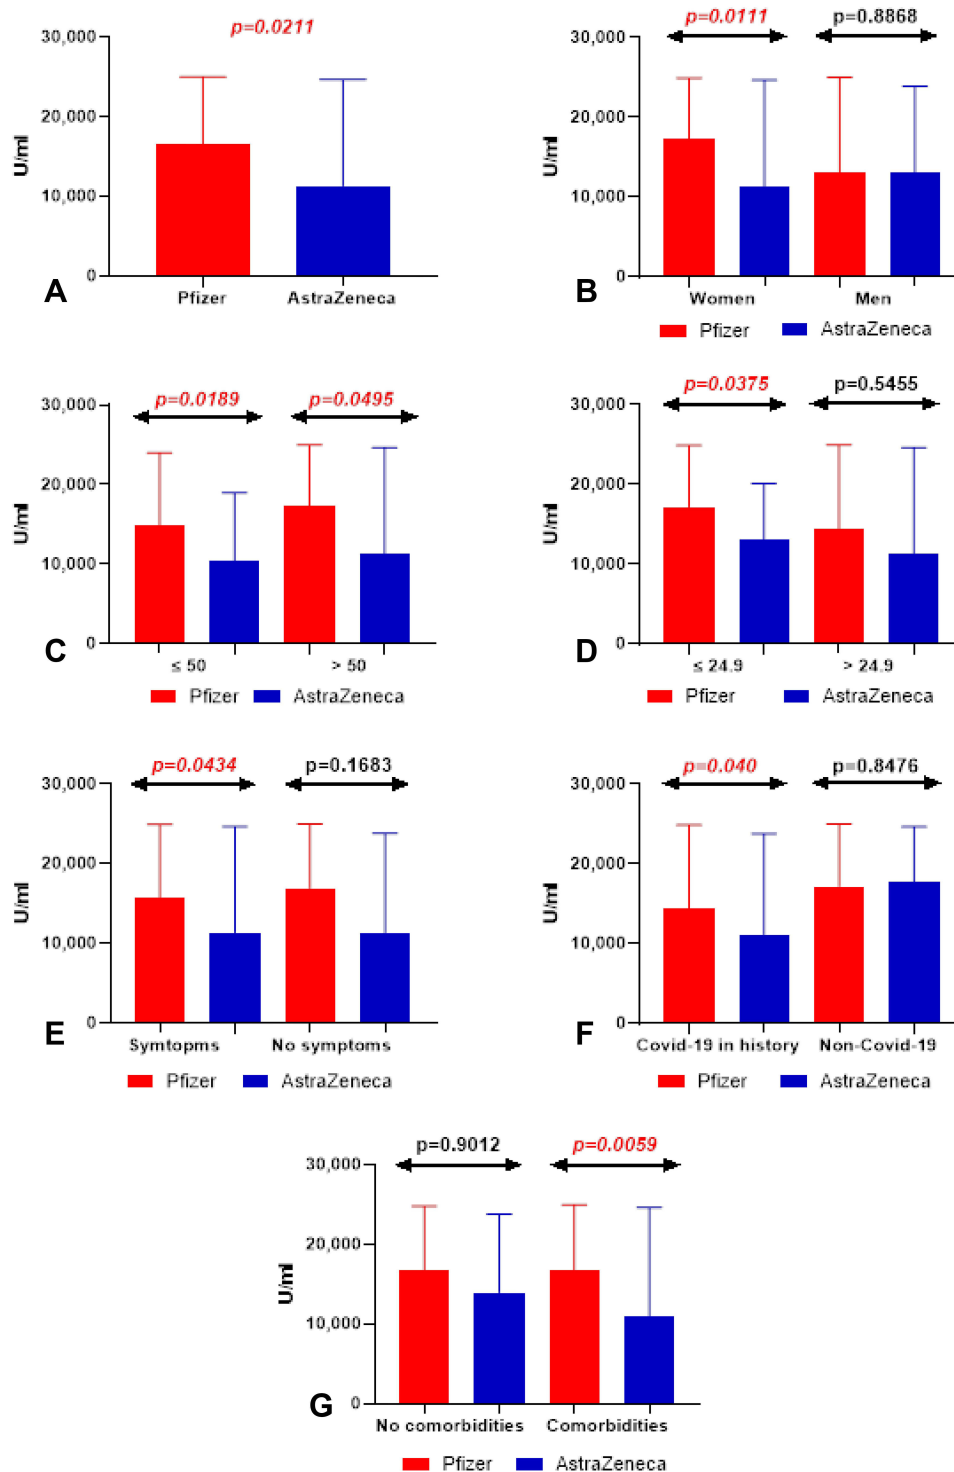 p=0.0211
30,000
20,000
10,000
0
U/ml
A
Pfizer AstraZeneca
p=0.0111 p=0.8868
30,000
20,000
10,000
0
U/ml
B
Women Men
Pfizer AstraZeneca
p=0.0189 p=0.0495
30,000
20,000
10,000
0
U/ml
C
≤ 50 > 50
Pfizer AstraZeneca
p=0.0375 p=0.5455
30,000
20,000
10,000
0
U/ml
D
≤ 24.9 > 24.9
Pfizer AstraZeneca
p=0.0434 p=0.1683
30,000
20,000
10,000
0
U/ml
E
Symtopms No symptoms
Pfizer AstraZeneca
p=0.040 p=0.8476
30,000
20,000
10,000
0
U/ml
F
Covid-19 in history Non-Covid-19
Pfizer AstraZeneca
p=0.9012 p=0.0059
30,000
20,000
10,000
0
U/ml
G
No comorbidities Comorbidities
Pfizer AstraZeneca